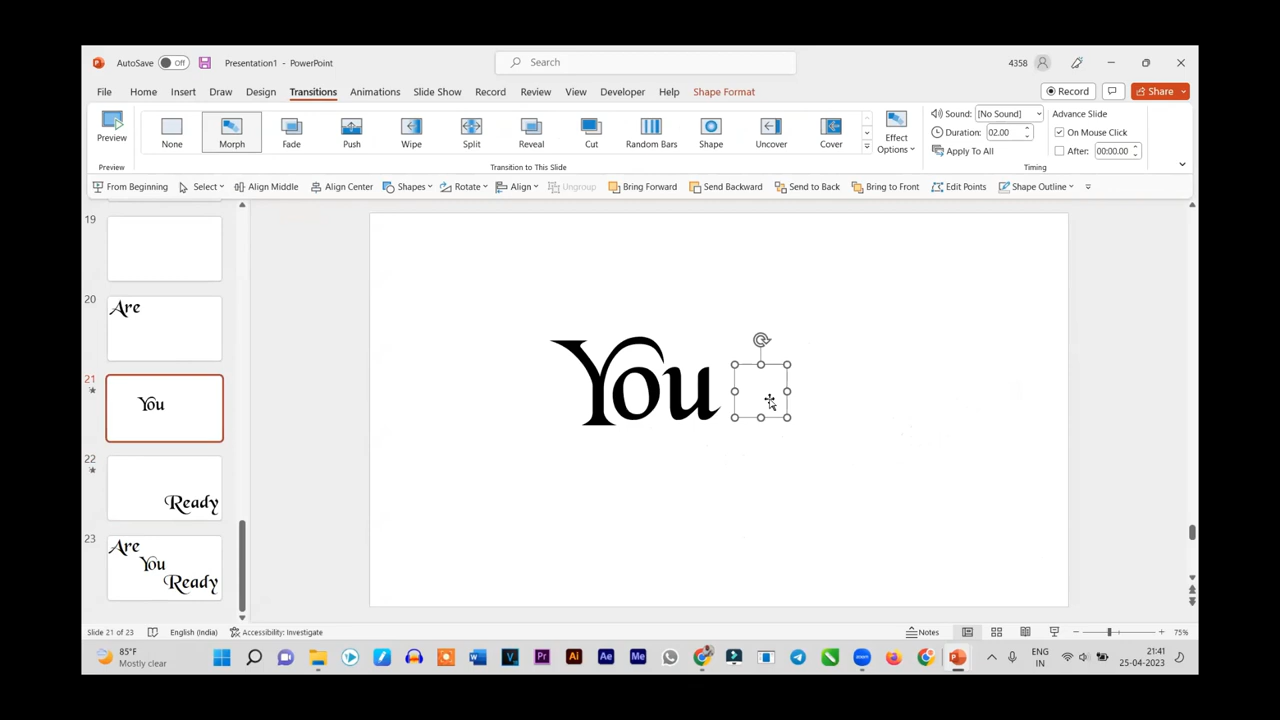 AutoSave Off Presentation1 - PowerPoint Search 4358
File Home Insert Draw Design Transitions Animations Slide Show Record Review View Developer Help Shape Format Record Share
Preview None Morph Fade Push Wipe Split Reveal Cut Random Bars Shape Uncover Cover Effect Options
Sound: [No Sound] Advance Slide
Duration: 02.00 On Mouse Click
Apply To All After: 00:00.00
Preview Transition to This Slide Timing
From Beginning Select Align Middle Align Center Shapes Rotate Align Ungroup Bring Forward Send Backward Send to Back Bring to Front Edit Points Shape Outline
19
20
Are
21
You
22
Ready
23
Are
You
Ready
You
Slide 21 of 23 English (India) Accessibility: Investigate Notes 75%
85°F
Mostly clear
ENG
IN
21:41
25-04-2023